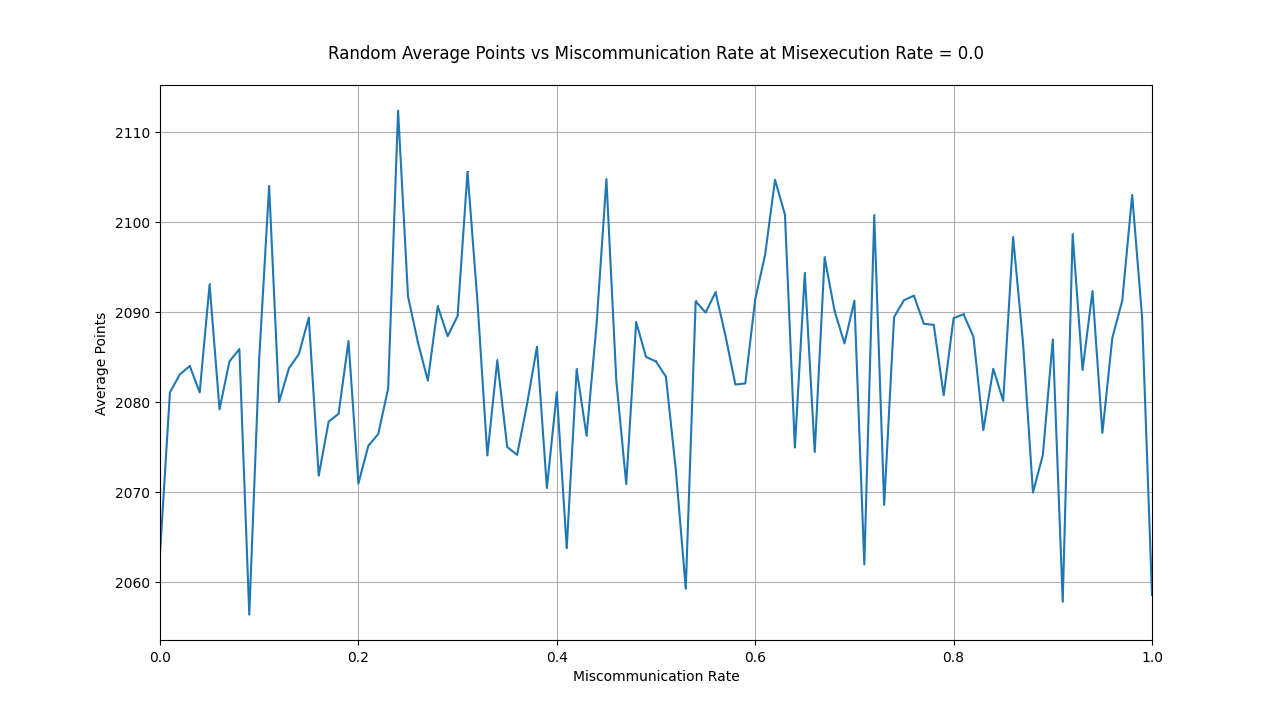 Random Average Points vs Miscommunication Rate at Misexecution Rate = 0.0
Average Points
2110
2100
2090
2080
2070
2060
0.0 0.2 0.4 0.6 0.8 1.0
Miscommunication Rate